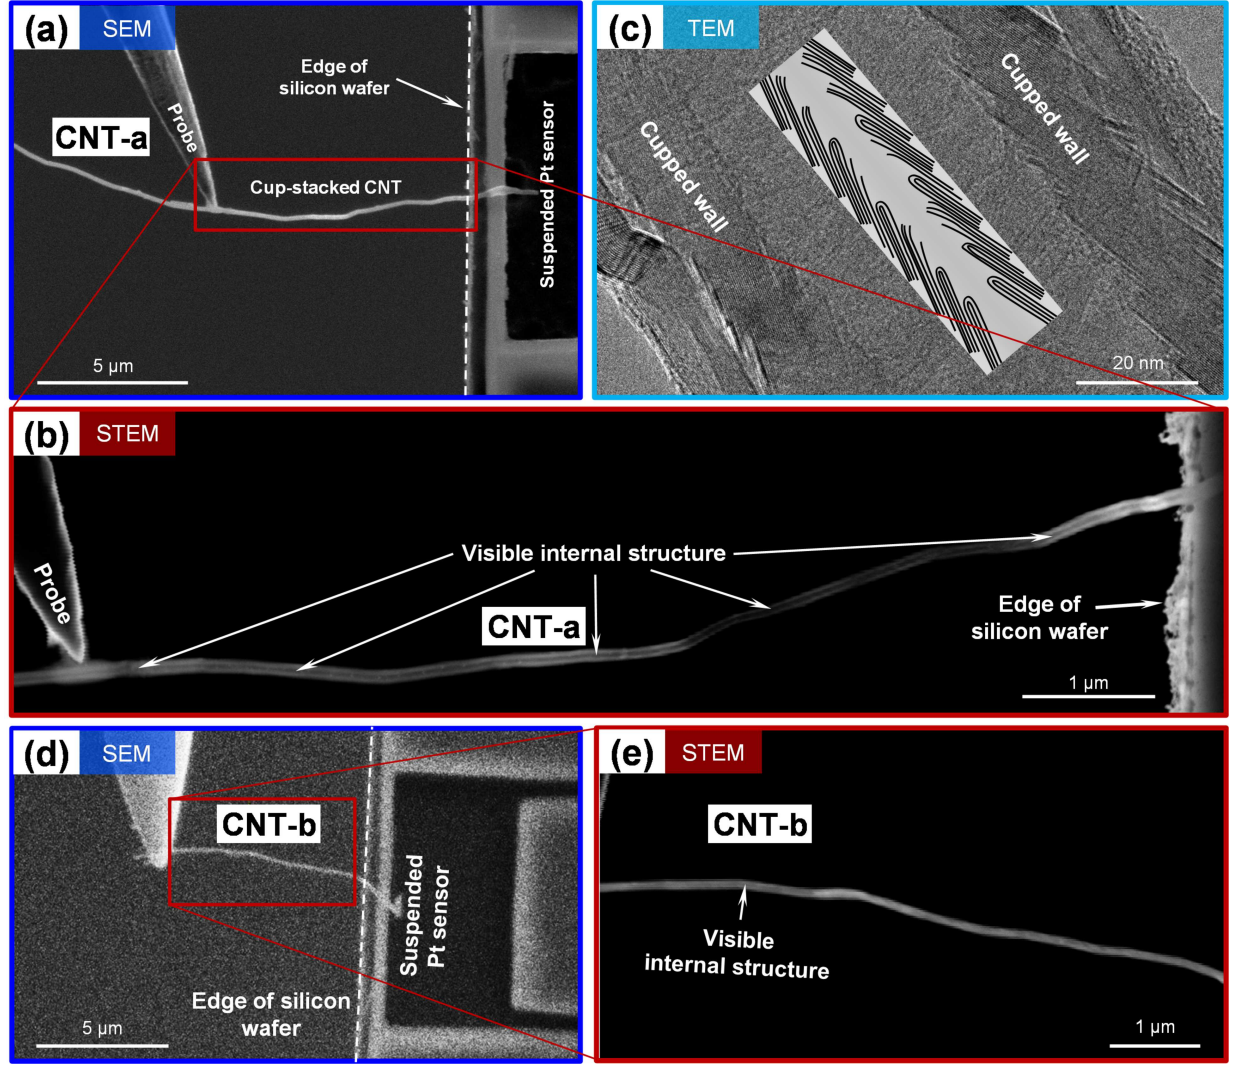 (a) SEM
Edge of
silicon wafer
Probe
CNT-a
Cup-stacked CNT
Suspended Pt sensor
5 µm
(c) TEM
Cupped wall
Cupped wall
20 nm
(b) STEM
Visible internal structure
Probe
CNT-a
Edge of
silicon wafer
1 µm
(d) SEM
CNT-b
Suspended
Pt sensor
Edge of silicon
wafer
5 µm
(e) STEM
CNT-b
Visible
internal structure
1 µm